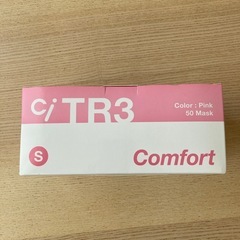 Ci TR3
Color : Pink
50 Mask
S
Comfort